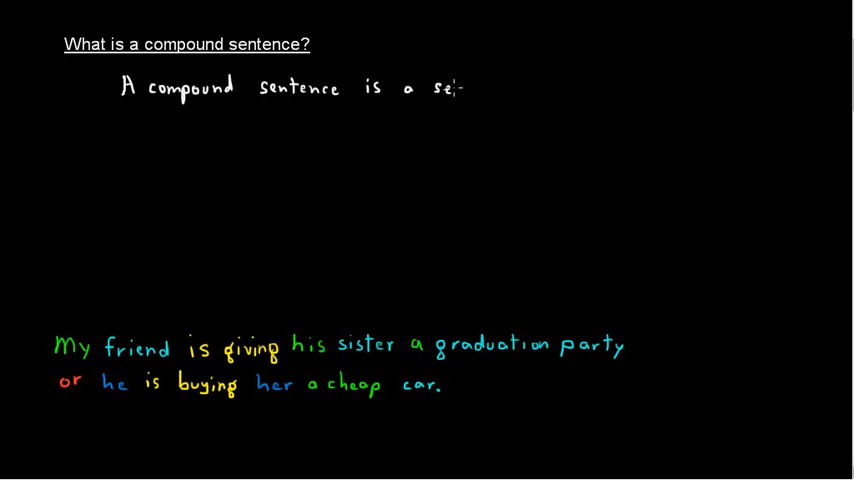 What is a compound sentence?
A compound sentence is a se
My friend is giving his sister a graduation party
or he is buying her a cheap car.